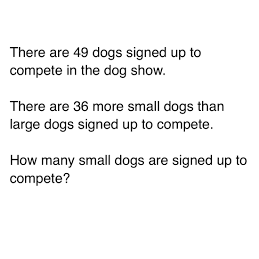 There are 49 dogs signed up to
compete in the dog show.
There are 36 more small dogs than
large dogs signed up to compete.
How many small dogs are signed up to
compete?